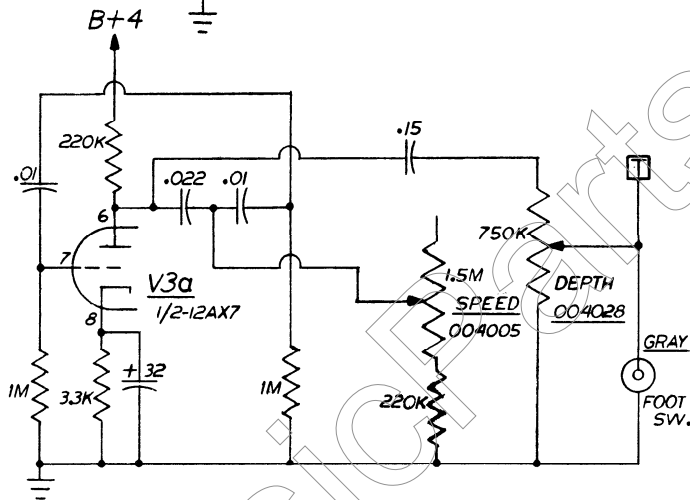 B+4
220K
.01
.022
.01
.15
6
7
8
V3a
1/2-12AX7
1M
3.3K
+ 32
1M
1.5M
SPEED
004005
220K
750K
DEPTH
004028
T
GRAY
FOOT
SW.
sicParts